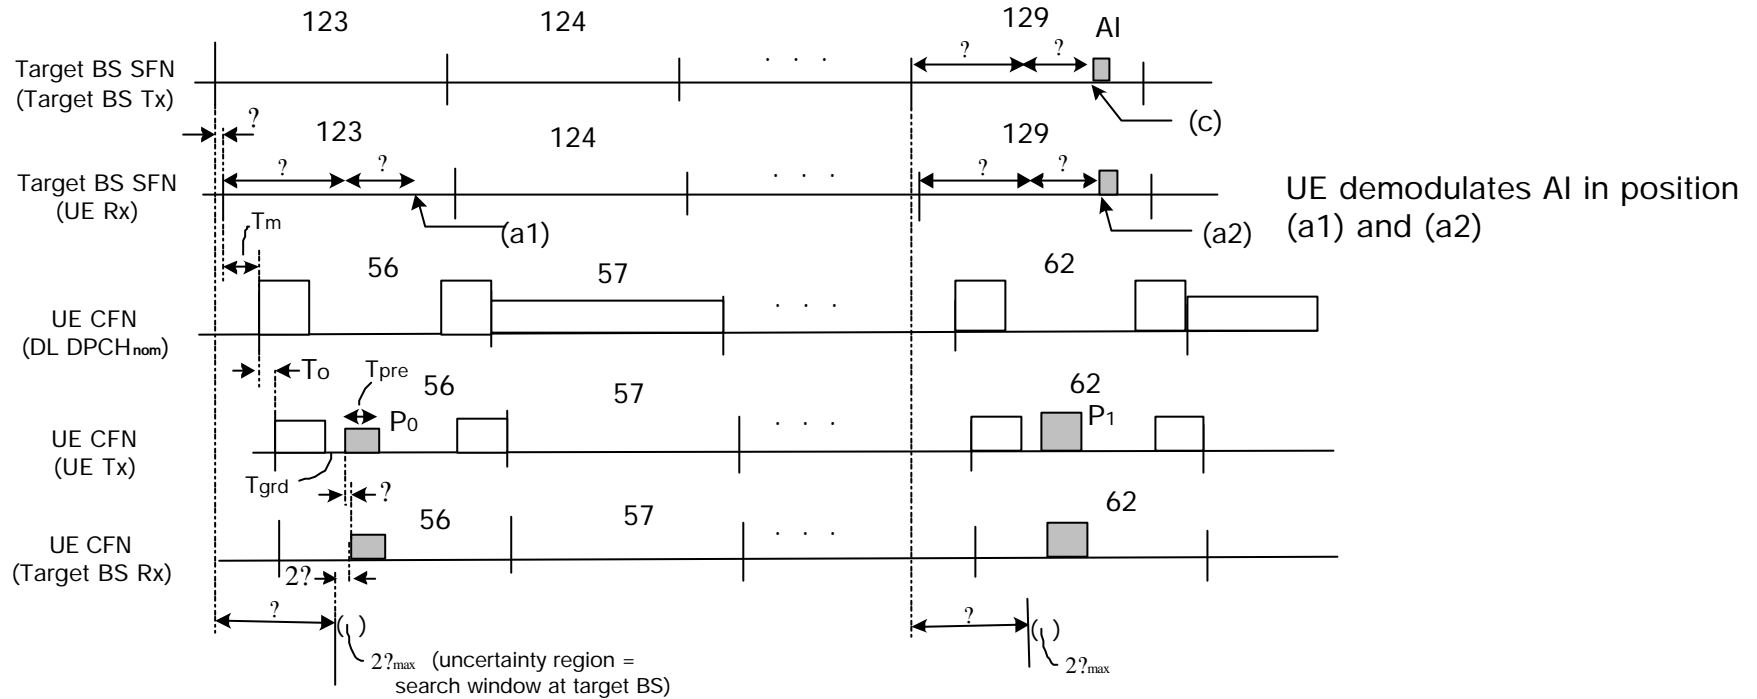 123
124
129
AI
. . .
?
?
Target BS SFN
(Target BS Tx)
(c)
?
123
124
129
. . .
?
?
?
?
Target BS SFN
(UE Rx)
(a1)
(a2)
UE demodulates AI in position
(a1) and (a2)
Tm
56
57
62
. . .
UE CFN
(DL DPCHnom)
To
Tpre
56
57
62
P0
P1
. . .
UE CFN
(UE Tx)
Tgrd
?
56
57
62
. . .
UE CFN
(Target BS Rx)
2?
?
?
( )
( )
2?max (uncertainty region =
search window at target BS)
2?max